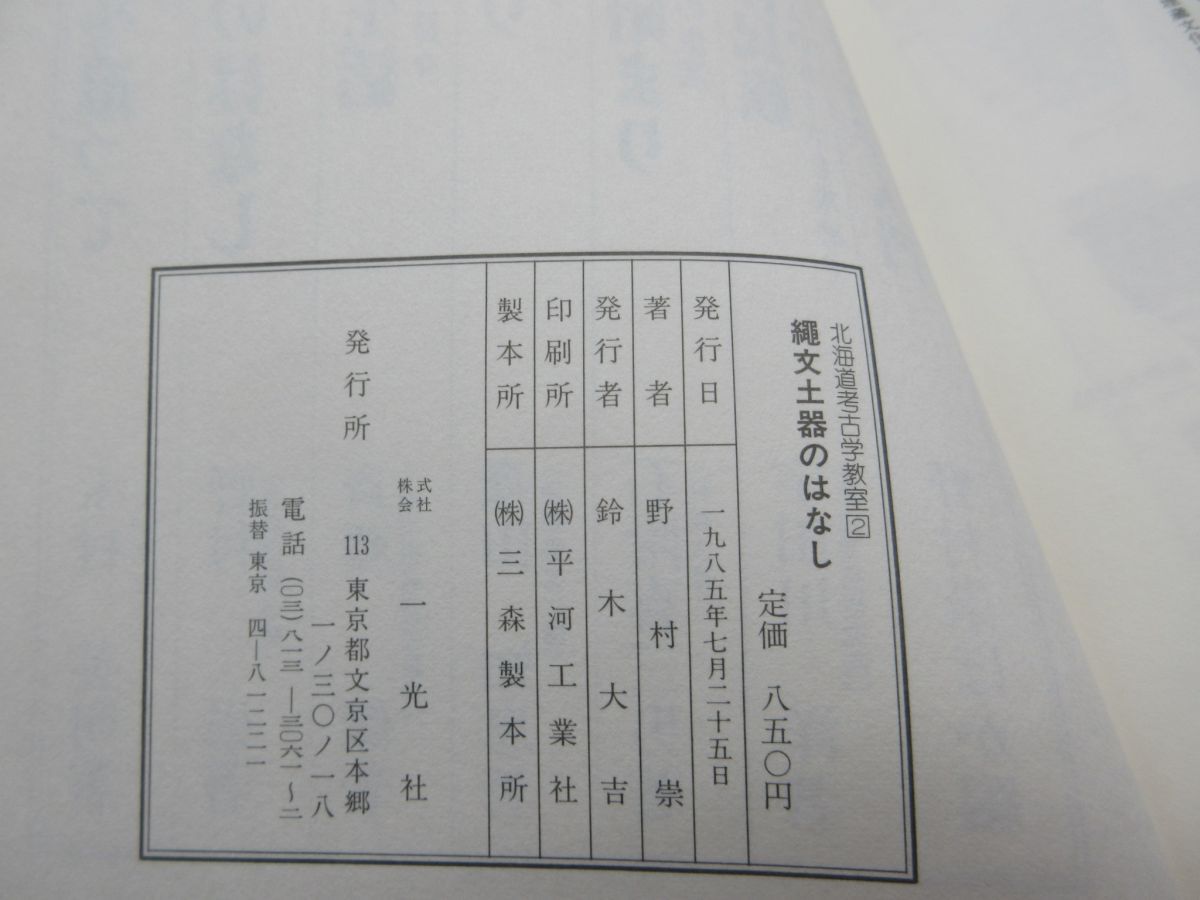 北海道考古学教室2
繩文土器のはなし
定価 八五〇円
発行日 一九八五年七月二十五日
著者 野村崇
発行者 鈴木大吉
印刷所 ㈱平河工業社
製本所 ㈱三森製本所
発行所 株式会社 一光社
113 東京都文京区本郷
一ノ三〇ノ一八
電話 (〇三)八一三―三〇六一～二
振替 東京 四―八一二二一